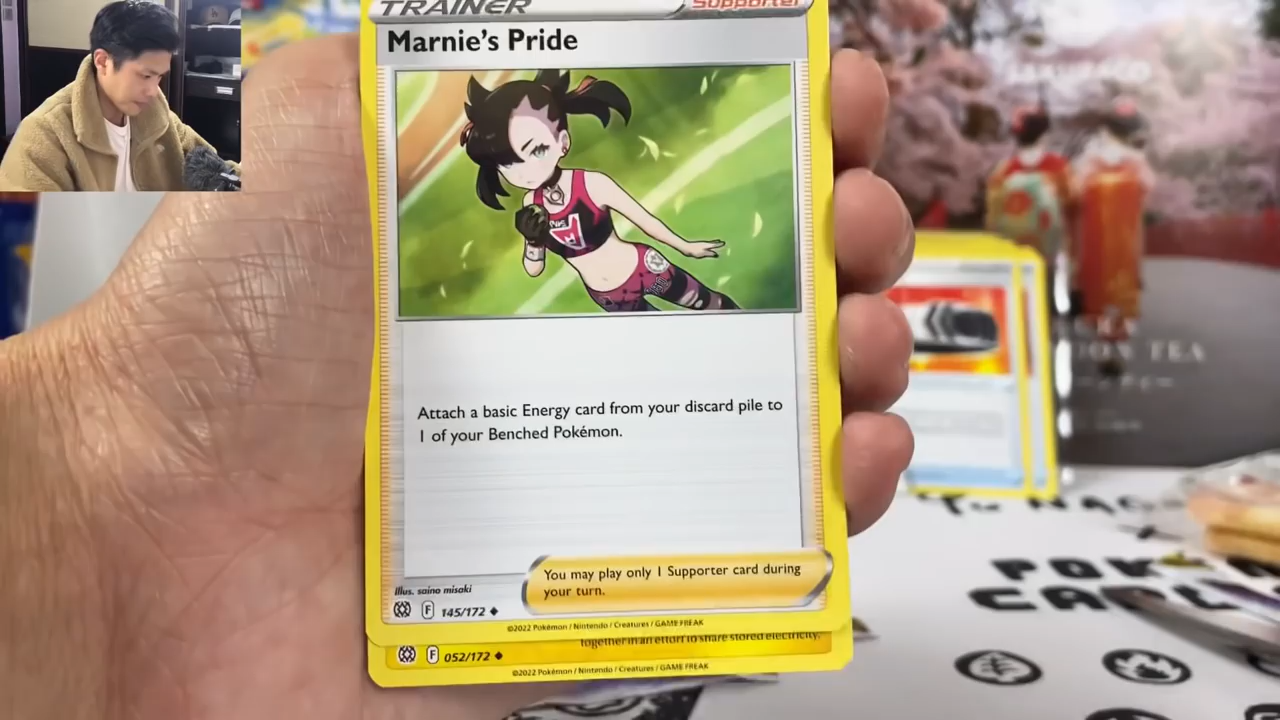 TRAINER
Supporter
Marnie's Pride
Attach a basic Energy card from your discard pile to
1 of your Benched Pokémon.
You may play only 1 Supporter card during
your turn.
Illus. saino misaki
F 145/172
©2022 Pokémon / Nintendo / Creatures / GAME FREAK
together in an effort to share stored electricity.
F 052/172
©2022 Pokémon / Nintendo / Creatures / GAME FREAK
TEA